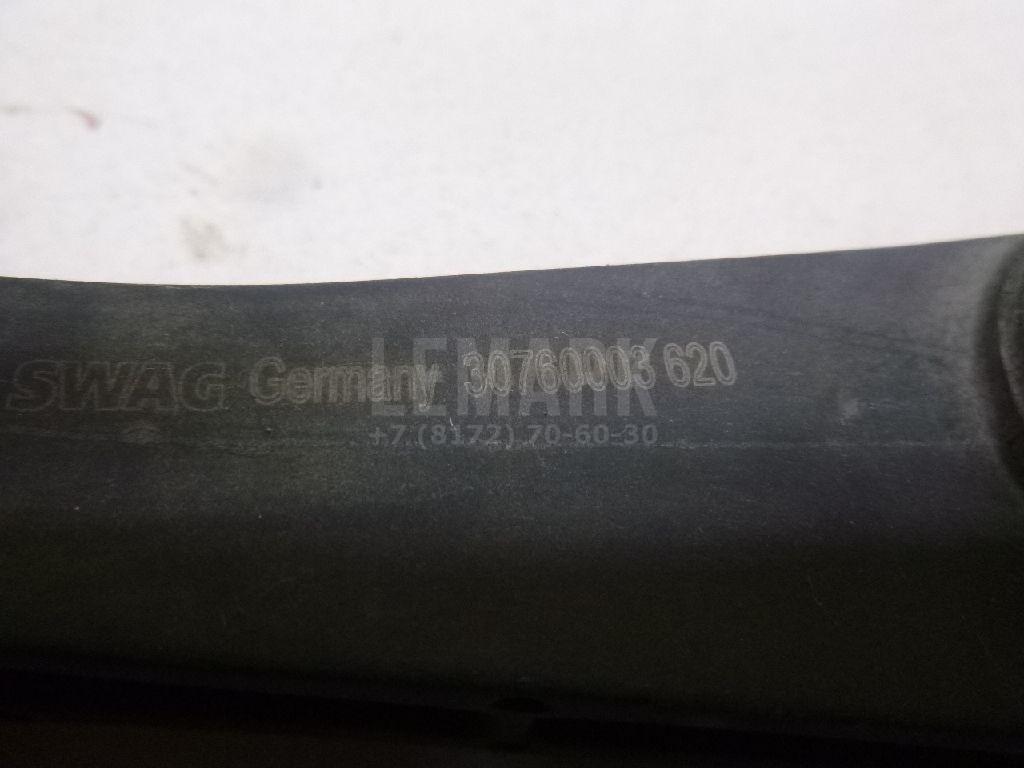 SWAG Germany 30760003 620
LEMARK
+7 (8172) 70-60-30